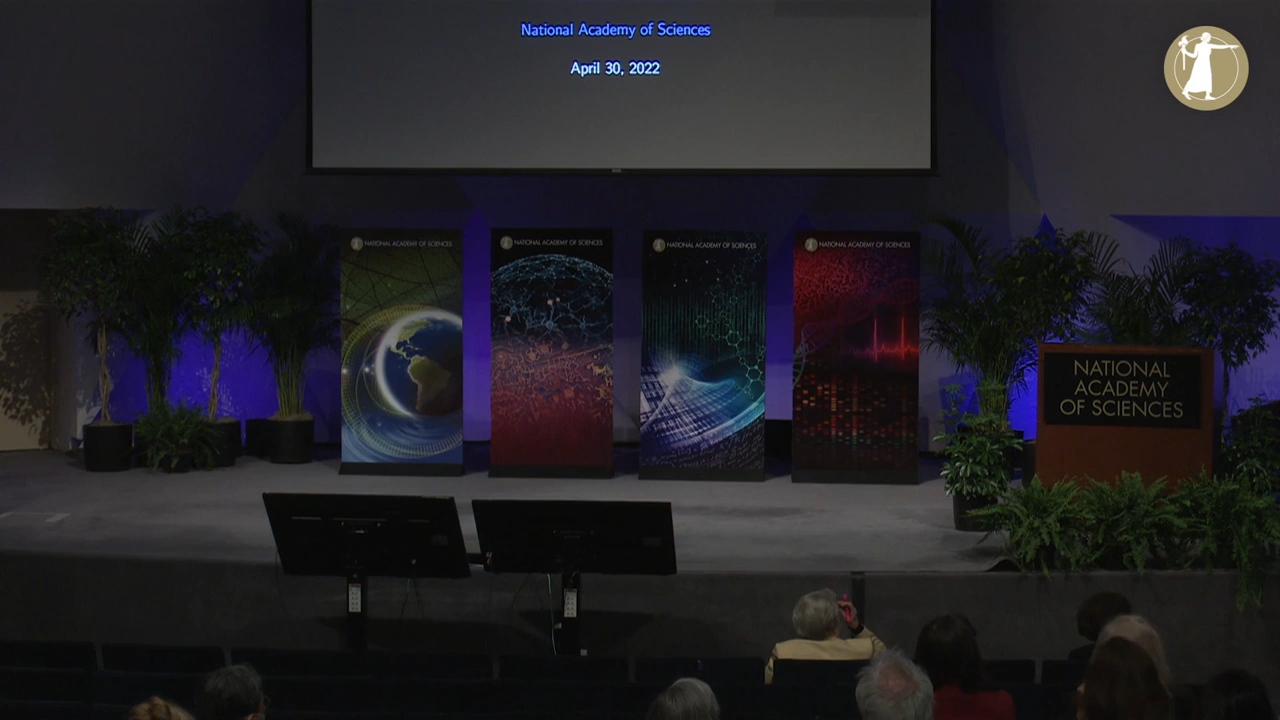 National Academy of Sciences
April 30, 2022
NATIONAL ACADEMY OF SCIENCES
NATIONAL ACADEMY OF SCIENCES
NATIONAL ACADEMY OF SCIENCES
NATIONAL ACADEMY OF SCIENCES
NATIONAL
ACADEMY
OF SCIENCES